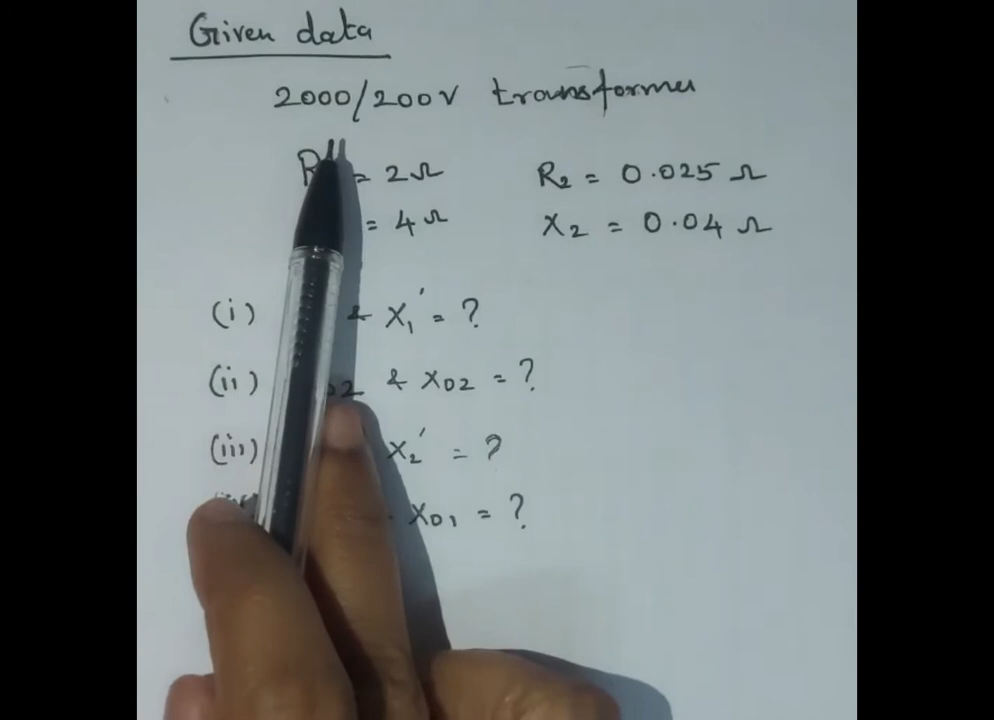 Given data
2000/200V transformer
R = 2Ω R2 = 0.025 Ω
= 4Ω X2 = 0.04 Ω
(i) & X1' = ?
(ii) 02 & X02 = ?
(iii) X2' = ?
X01 = ?